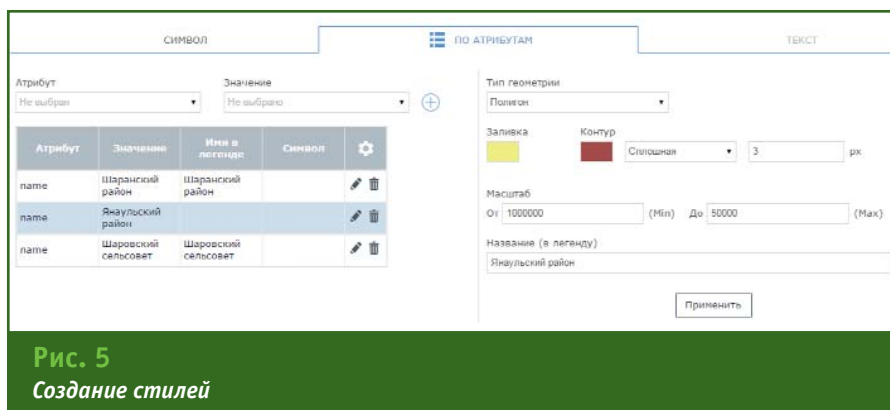 СИМВОЛ
ПО АТРИБУТАМ
ТЕКСТ
Атрибут
Значение
Не выбран
Не выбрано
Атрибут Значение Имя в легенде Символ
name Шаранский район Шаранский район
name Янаульский район
name Шаровский сельсовет Шаровский сельсовет
Тип геометрии
Полигон
Заливка Контур
Сплошная 3 px
Масштаб
От 1000000 (Min) До 50000 (Max)
Название (в легенду)
Янаульский район
Применить
Рис. 5
Создание стилей